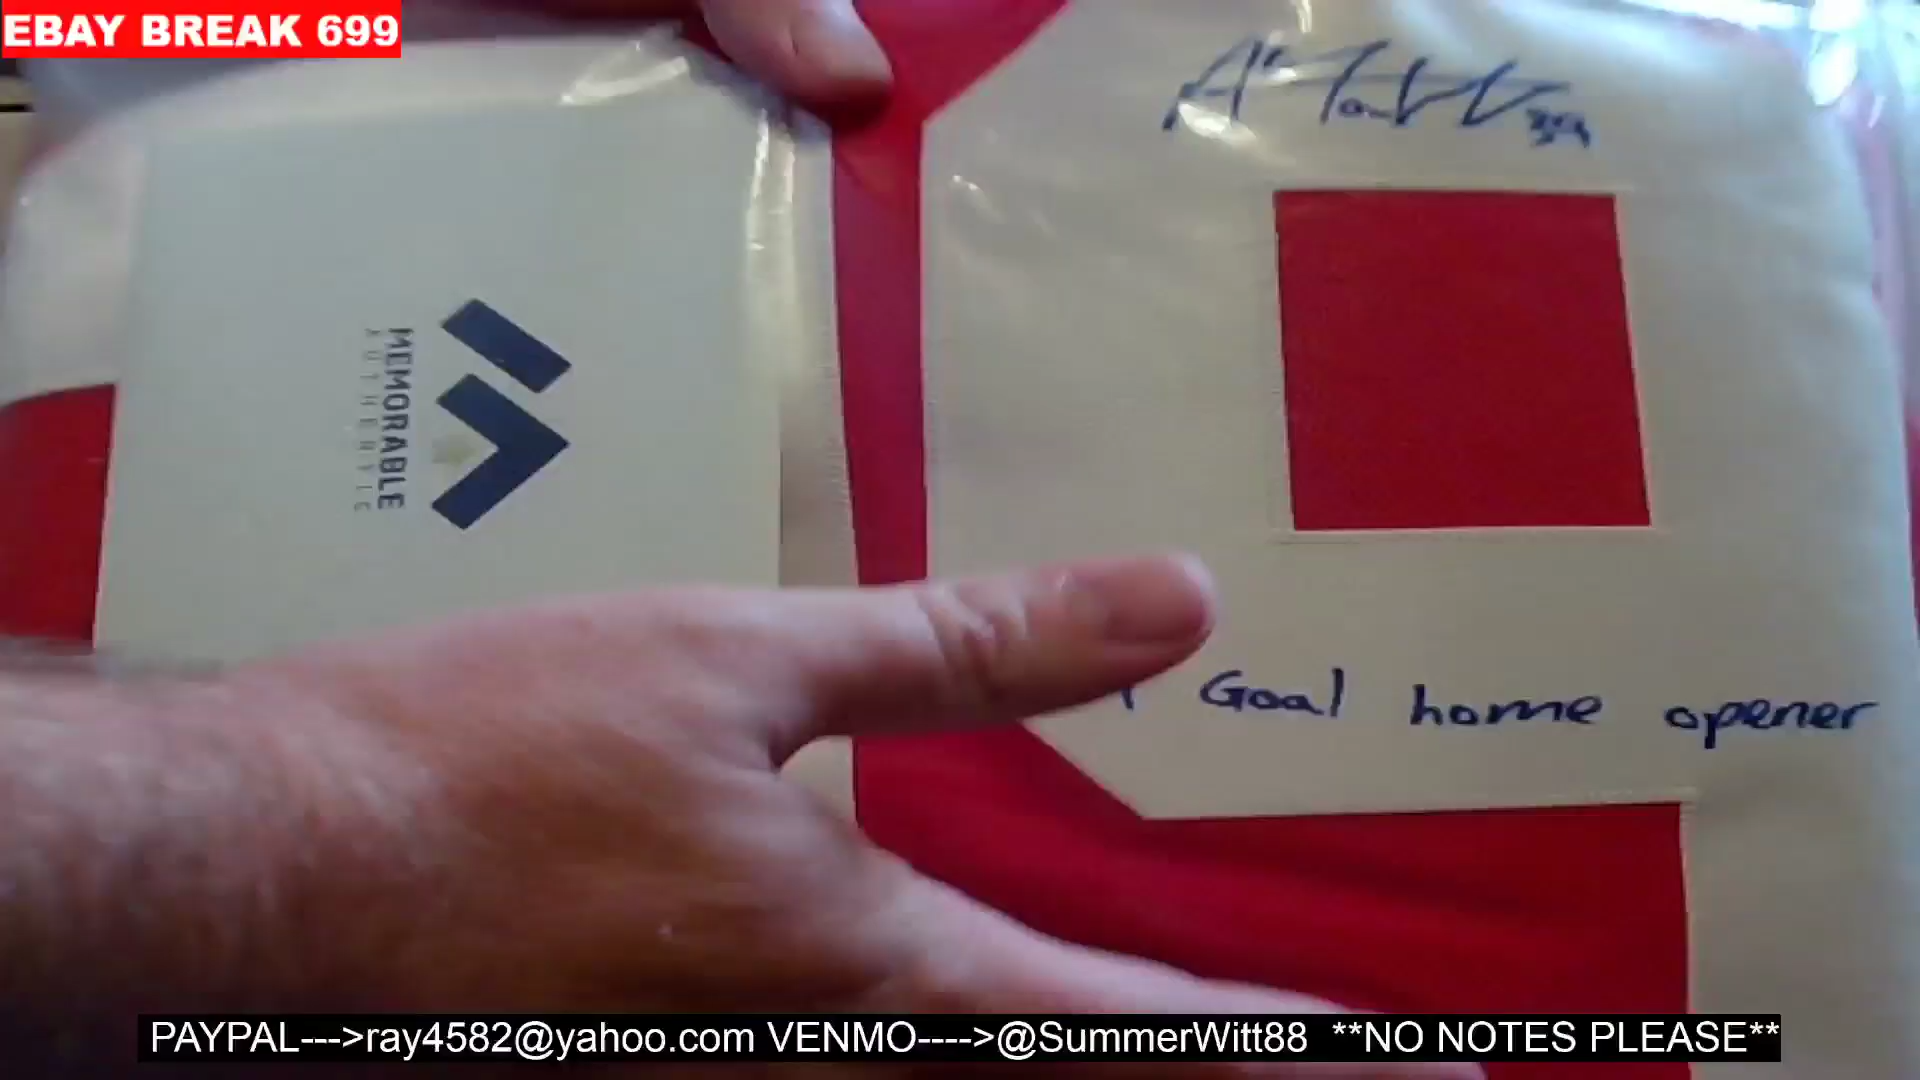 EBAY BREAK 699
MEMORABLE
AUTHENTIC
Goal home opener
PAYPAL--->ray4582@yahoo.com VENMO---->@SummerWitt88 **NO NOTES PLEASE**